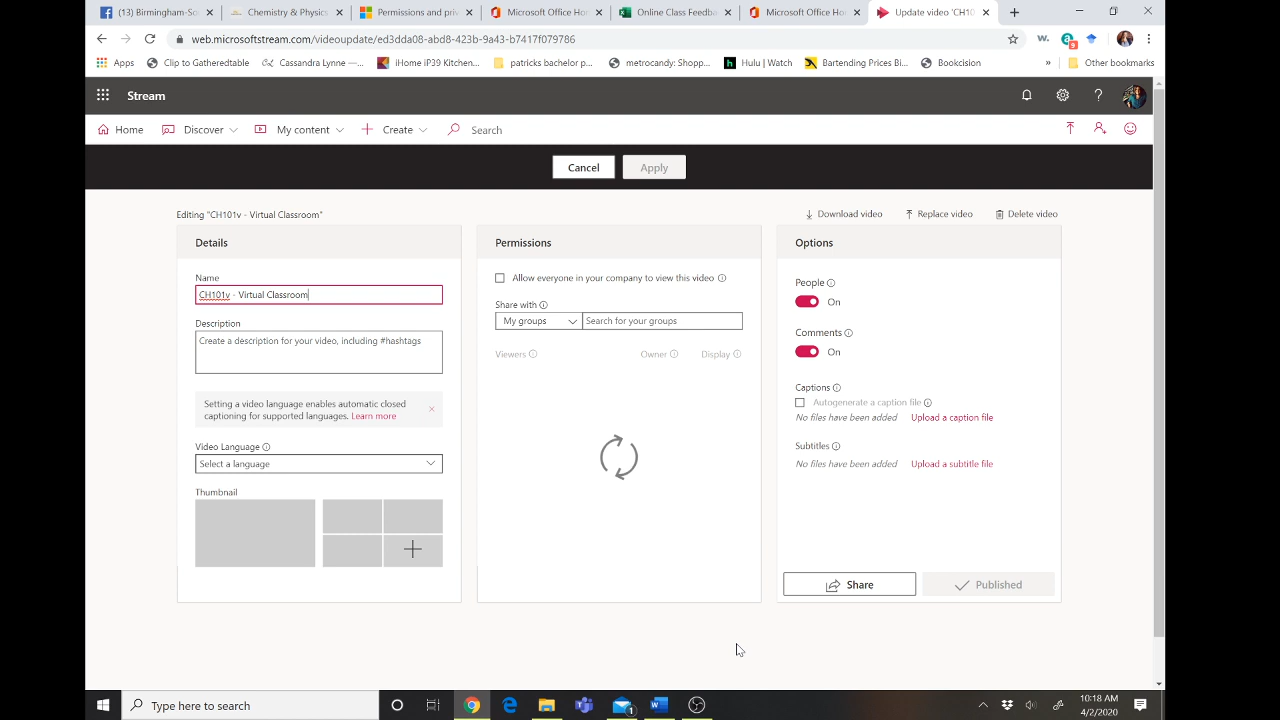 (13) Birmingham-So
Chemistry & Physics
Permissions and pri
Microsoft Office Ho
Online Class Feedba
Microsoft Office Ho
Update video 'CH10
web.microsoftstream.com/videoupdate/ed3dda08-abd8-423b-9a43-b7417f079786
W.
a
9
Apps
Clip to Gatheredtable
Cassandra Lynne —...
iHome iP39 Kitchen...
patricks bachelor p...
metrocandy: Shopp...
h
Hulu | Watch
Bartending Prices Bi...
Bookcision
»
Other bookmarks
Stream
?
Home
Discover
My content
Create
Search
Cancel
Apply
Editing "CH101v - Virtual Classroom"
Download video
Replace video
Delete video
Details
Name
CH101v - Virtual Classroom
Description
Create a description for your video, including #hashtags
Setting a video language enables automatic closed
captioning for supported languages. Learn more
Video Language
Select a language
Thumbnail
Permissions
Allow everyone in your company to view this video
Share with
My groups
Search for your groups
Viewers
Owner
Display
Options
People
On
Comments
On
Captions
Autogenerate a caption file
No files have been added Upload a caption file
Subtitles
No files have been added Upload a subtitle file
Share
Published
Type here to search
1
10:18 AM
4/2/2020